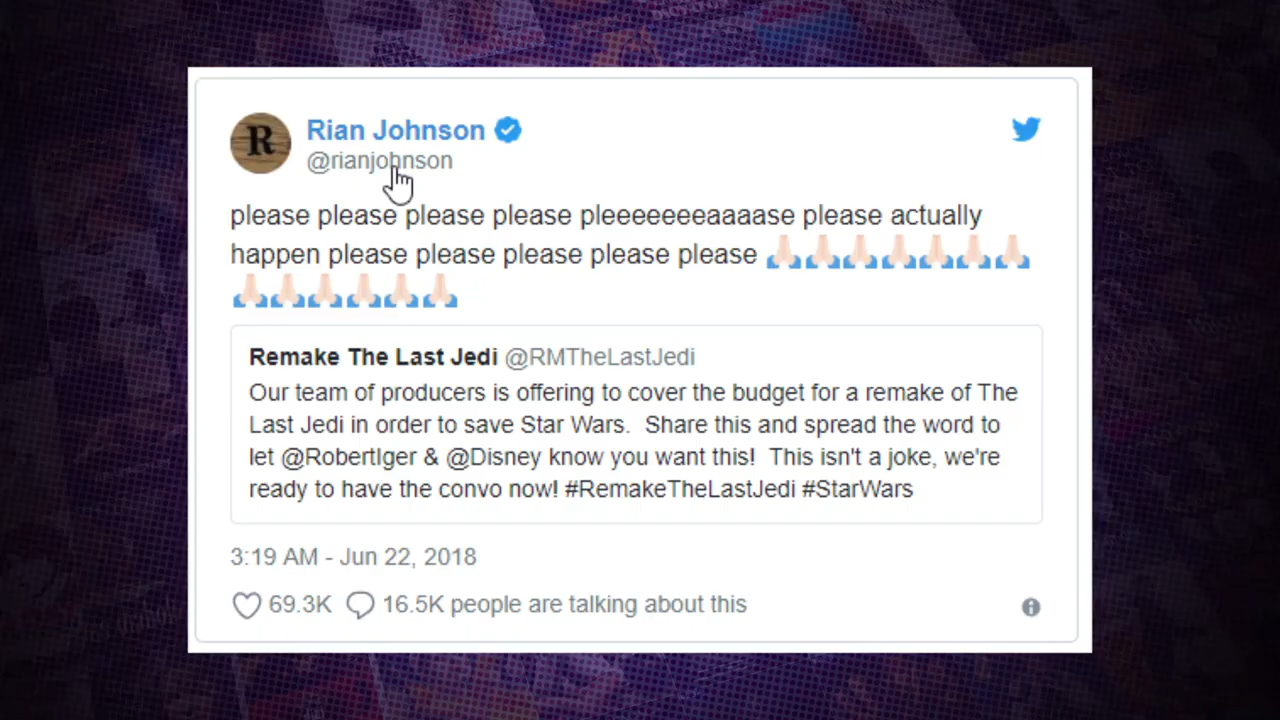 R
Rian Johnson
@rianjohnson
please please please please pleeeeeeeaaaase please actually
happen please please please please please 🙏🏻🙏🏻🙏🏻🙏🏻🙏🏻🙏🏻🙏🏻
🙏🏻🙏🏻🙏🏻🙏🏻🙏🏻🙏🏻
Remake The Last Jedi @RMTheLastJedi
Our team of producers is offering to cover the budget for a remake of The
Last Jedi in order to save Star Wars.  Share this and spread the word to
let @RobertIger & @Disney know you want this!  This isn't a joke, we're
ready to have the convo now! #RemakeTheLastJedi #StarWars
3:19 AM - Jun 22, 2018
69.3K 16.5K people are talking about this